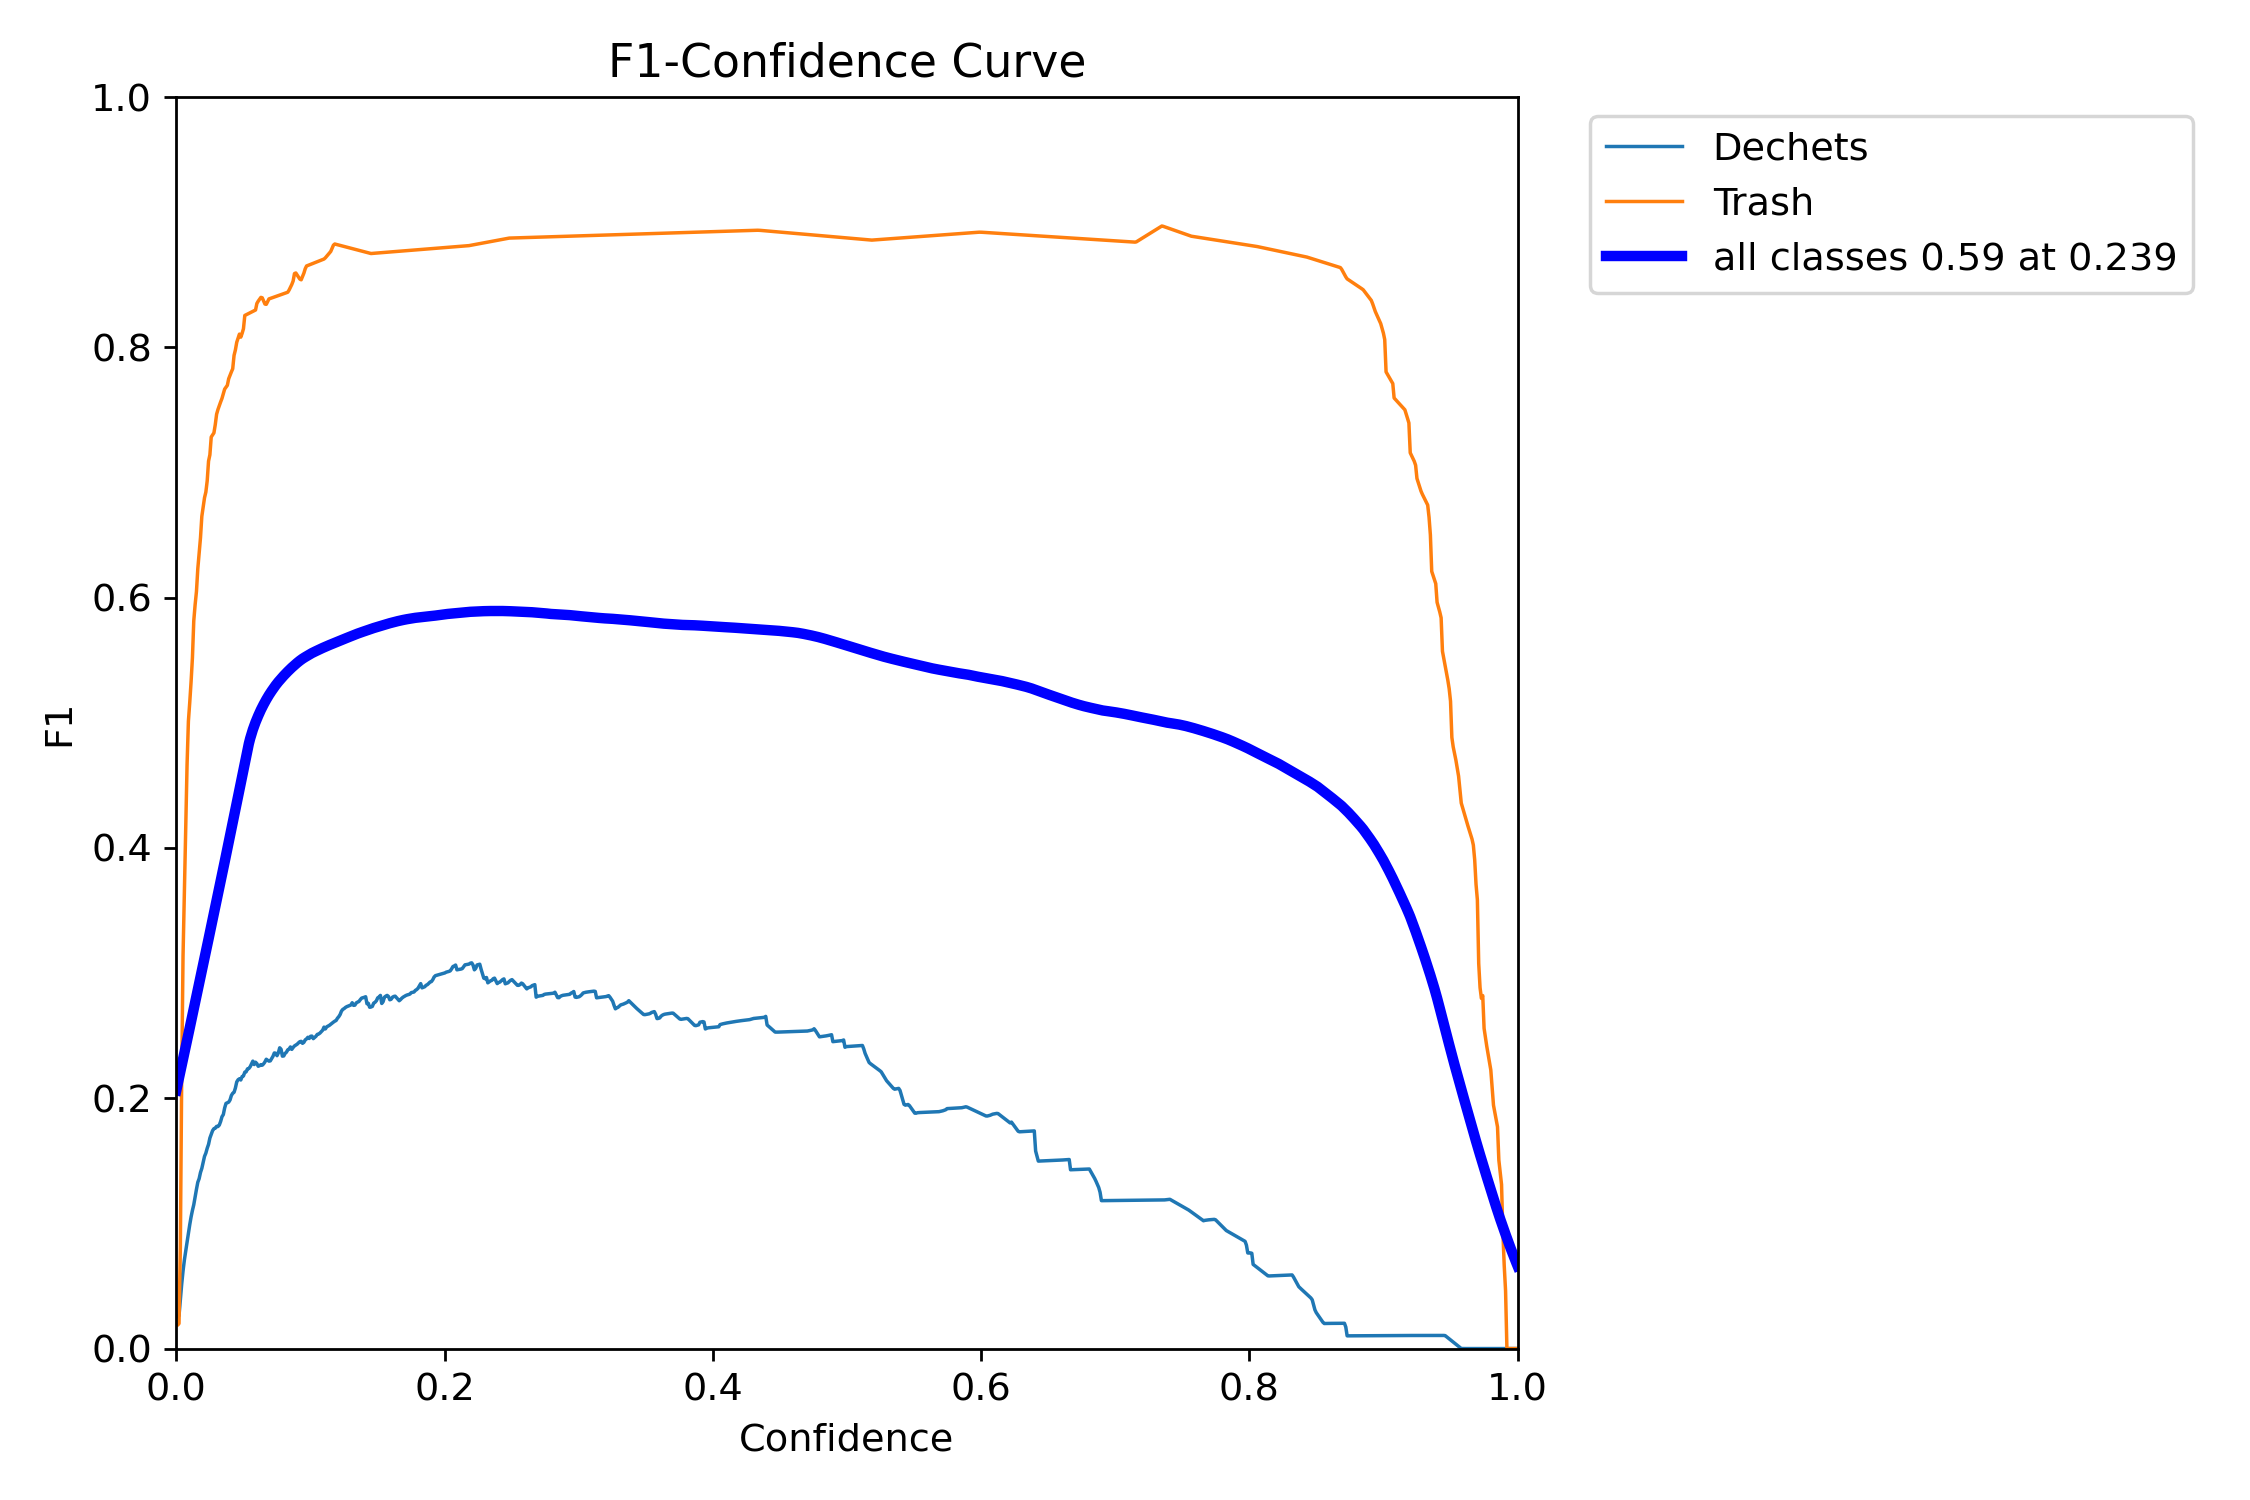 F1-Confidence Curve
Dechets
Trash
all classes 0.59 at 0.239
F1
1.0
0.8
0.6
0.4
0.2
0.0
0.0 0.2 0.4 0.6 0.8 1.0
Confidence